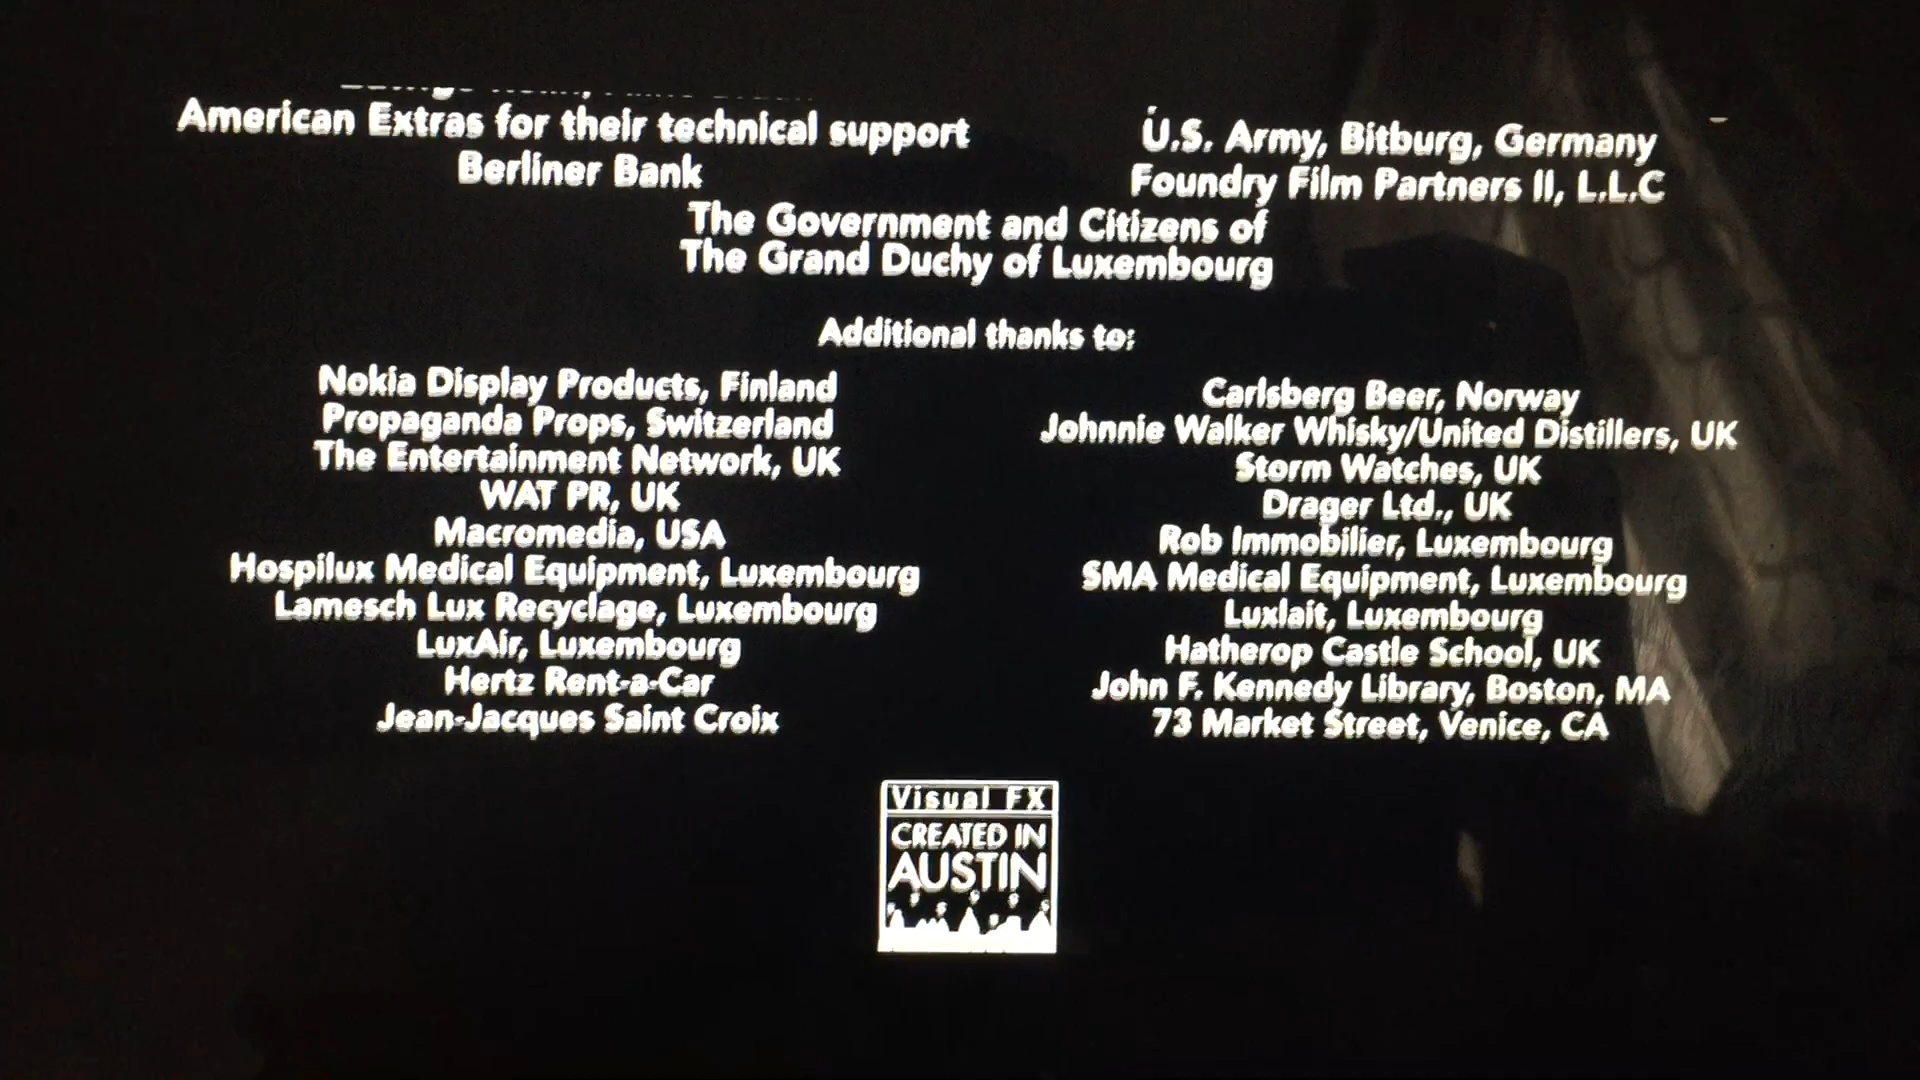 American Extras for their technical support
U.S. Army, Bitburg, Germany
Berliner Bank
Foundry Film Partners II, L.L.C
The Government and Citizens of
The Grand Duchy of Luxembourg
Additional thanks to:
Nokia Display Products, Finland
Propaganda Props, Switzerland
The Entertainment Network, UK
WAT PR, UK
Macromedia, USA
Hospilux Medical Equipment, Luxembourg
Lamesch Lux Recyclage, Luxembourg
LuxAir, Luxembourg
Hertz Rent-a-Car
Jean-Jacques Saint Croix
Carlsberg Beer, Norway
Johnnie Walker Whisky/United Distillers, UK
Storm Watches, UK
Drager Ltd., UK
Rob Immobilier, Luxembourg
SMA Medical Equipment, Luxembourg
Luxlait, Luxembourg
Hatherop Castle School, UK
John F. Kennedy Library, Boston, MA
73 Market Street, Venice, CA
Visual FX
CREATED IN
AUSTIN